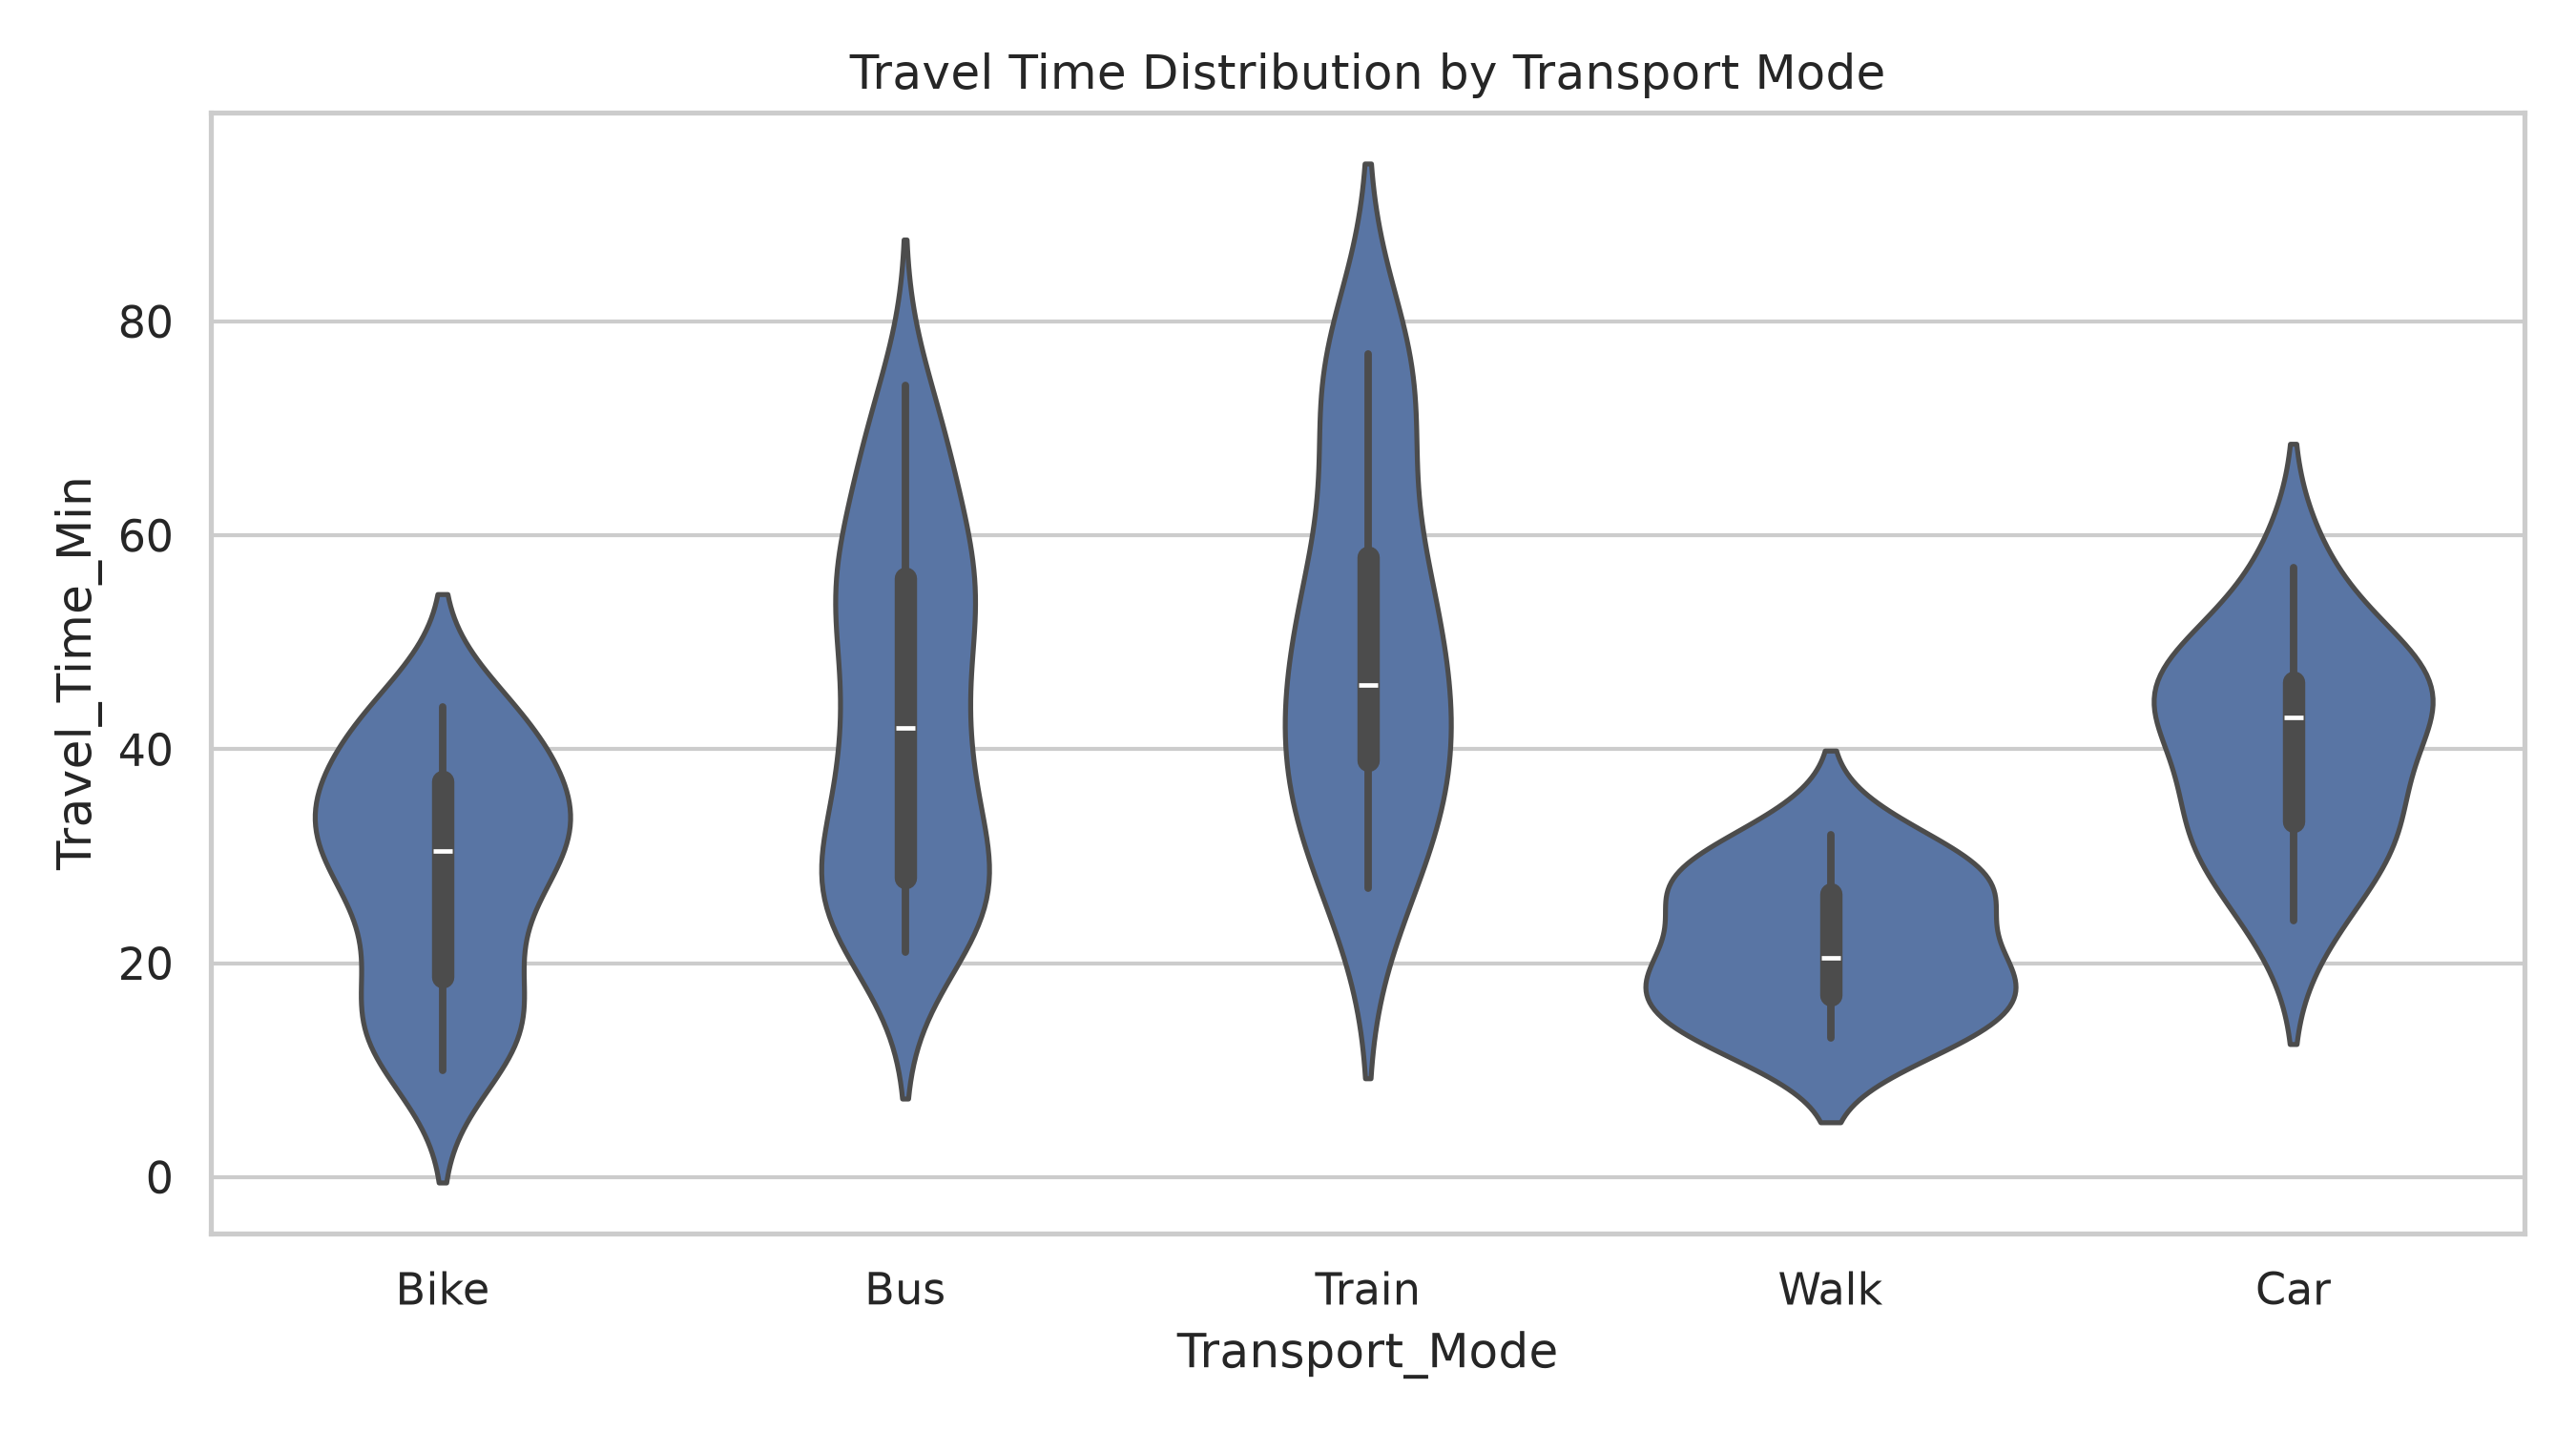 Travel Time Distribution by Transport Mode
Travel_Time_Min
80
60
40
20
0
Bike Bus Train Walk Car
Transport_Mode